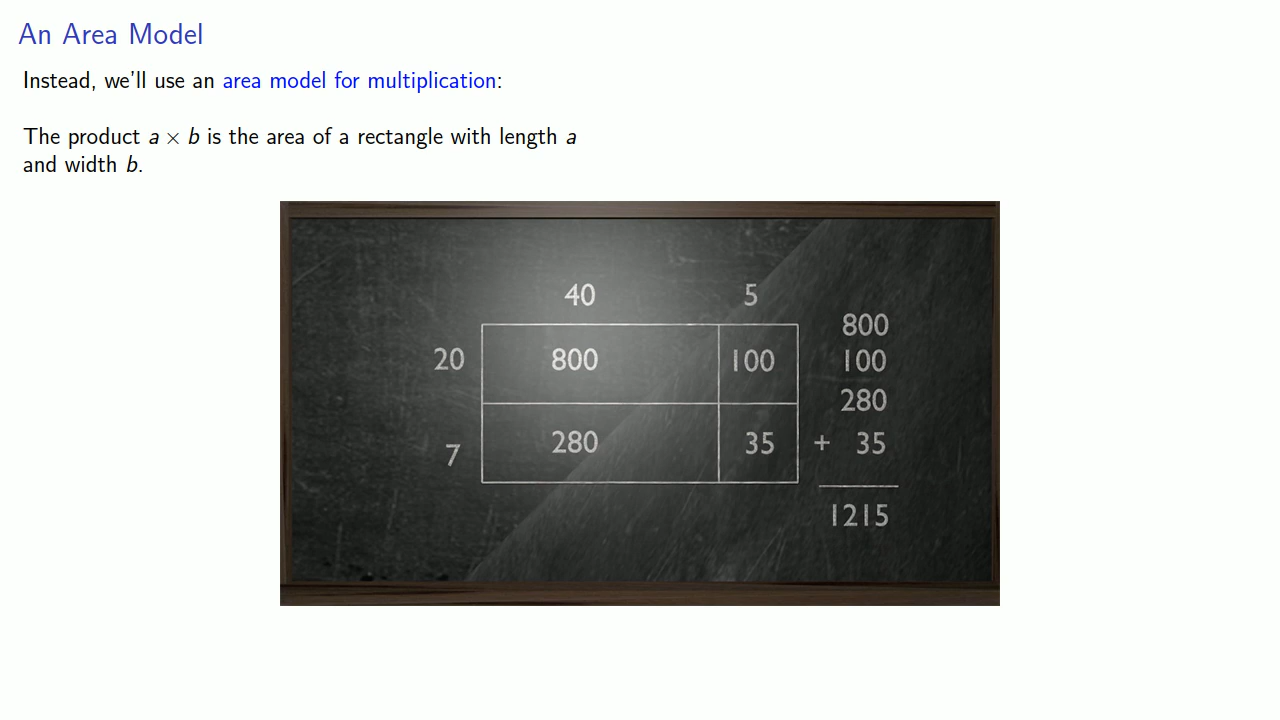 An Area Model
Instead, we'll use an area model for multiplication:
The product a × b is the area of a rectangle with length a
and width b.
40 5
20 800 100
7 280 35
800
100
280
+ 35
1215